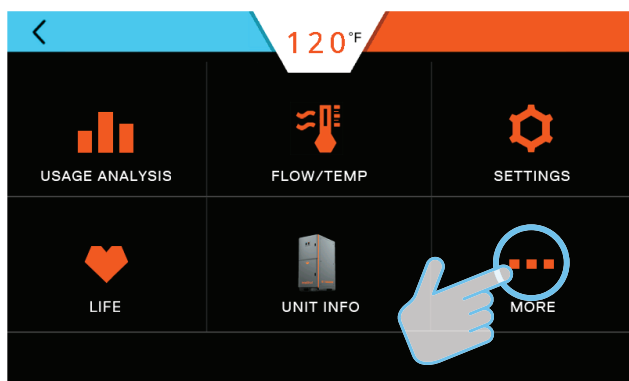 120°F
USAGE ANALYSIS
FLOW/TEMP
SETTINGS
LIFE
UNIT INFO
MORE